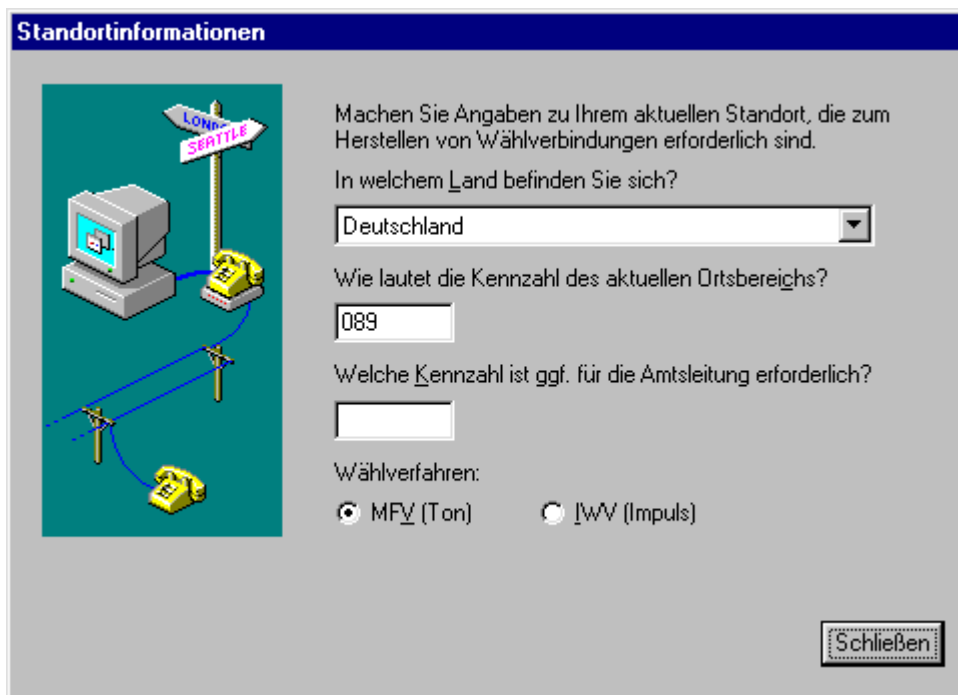 Standortinformationen
LOND
SEATTLE
Machen Sie Angaben zu Ihrem aktuellen Standort, die zum
Herstellen von Wählverbindungen erforderlich sind.
In welchem Land befinden Sie sich?
Deutschland
Wie lautet die Kennzahl des aktuellen Ortsbereichs?
089
Welche Kennzahl ist ggf. für die Amtsleitung erforderlich?
Wählverfahren:
MFV (Ton) IWV (Impuls)
Schließen